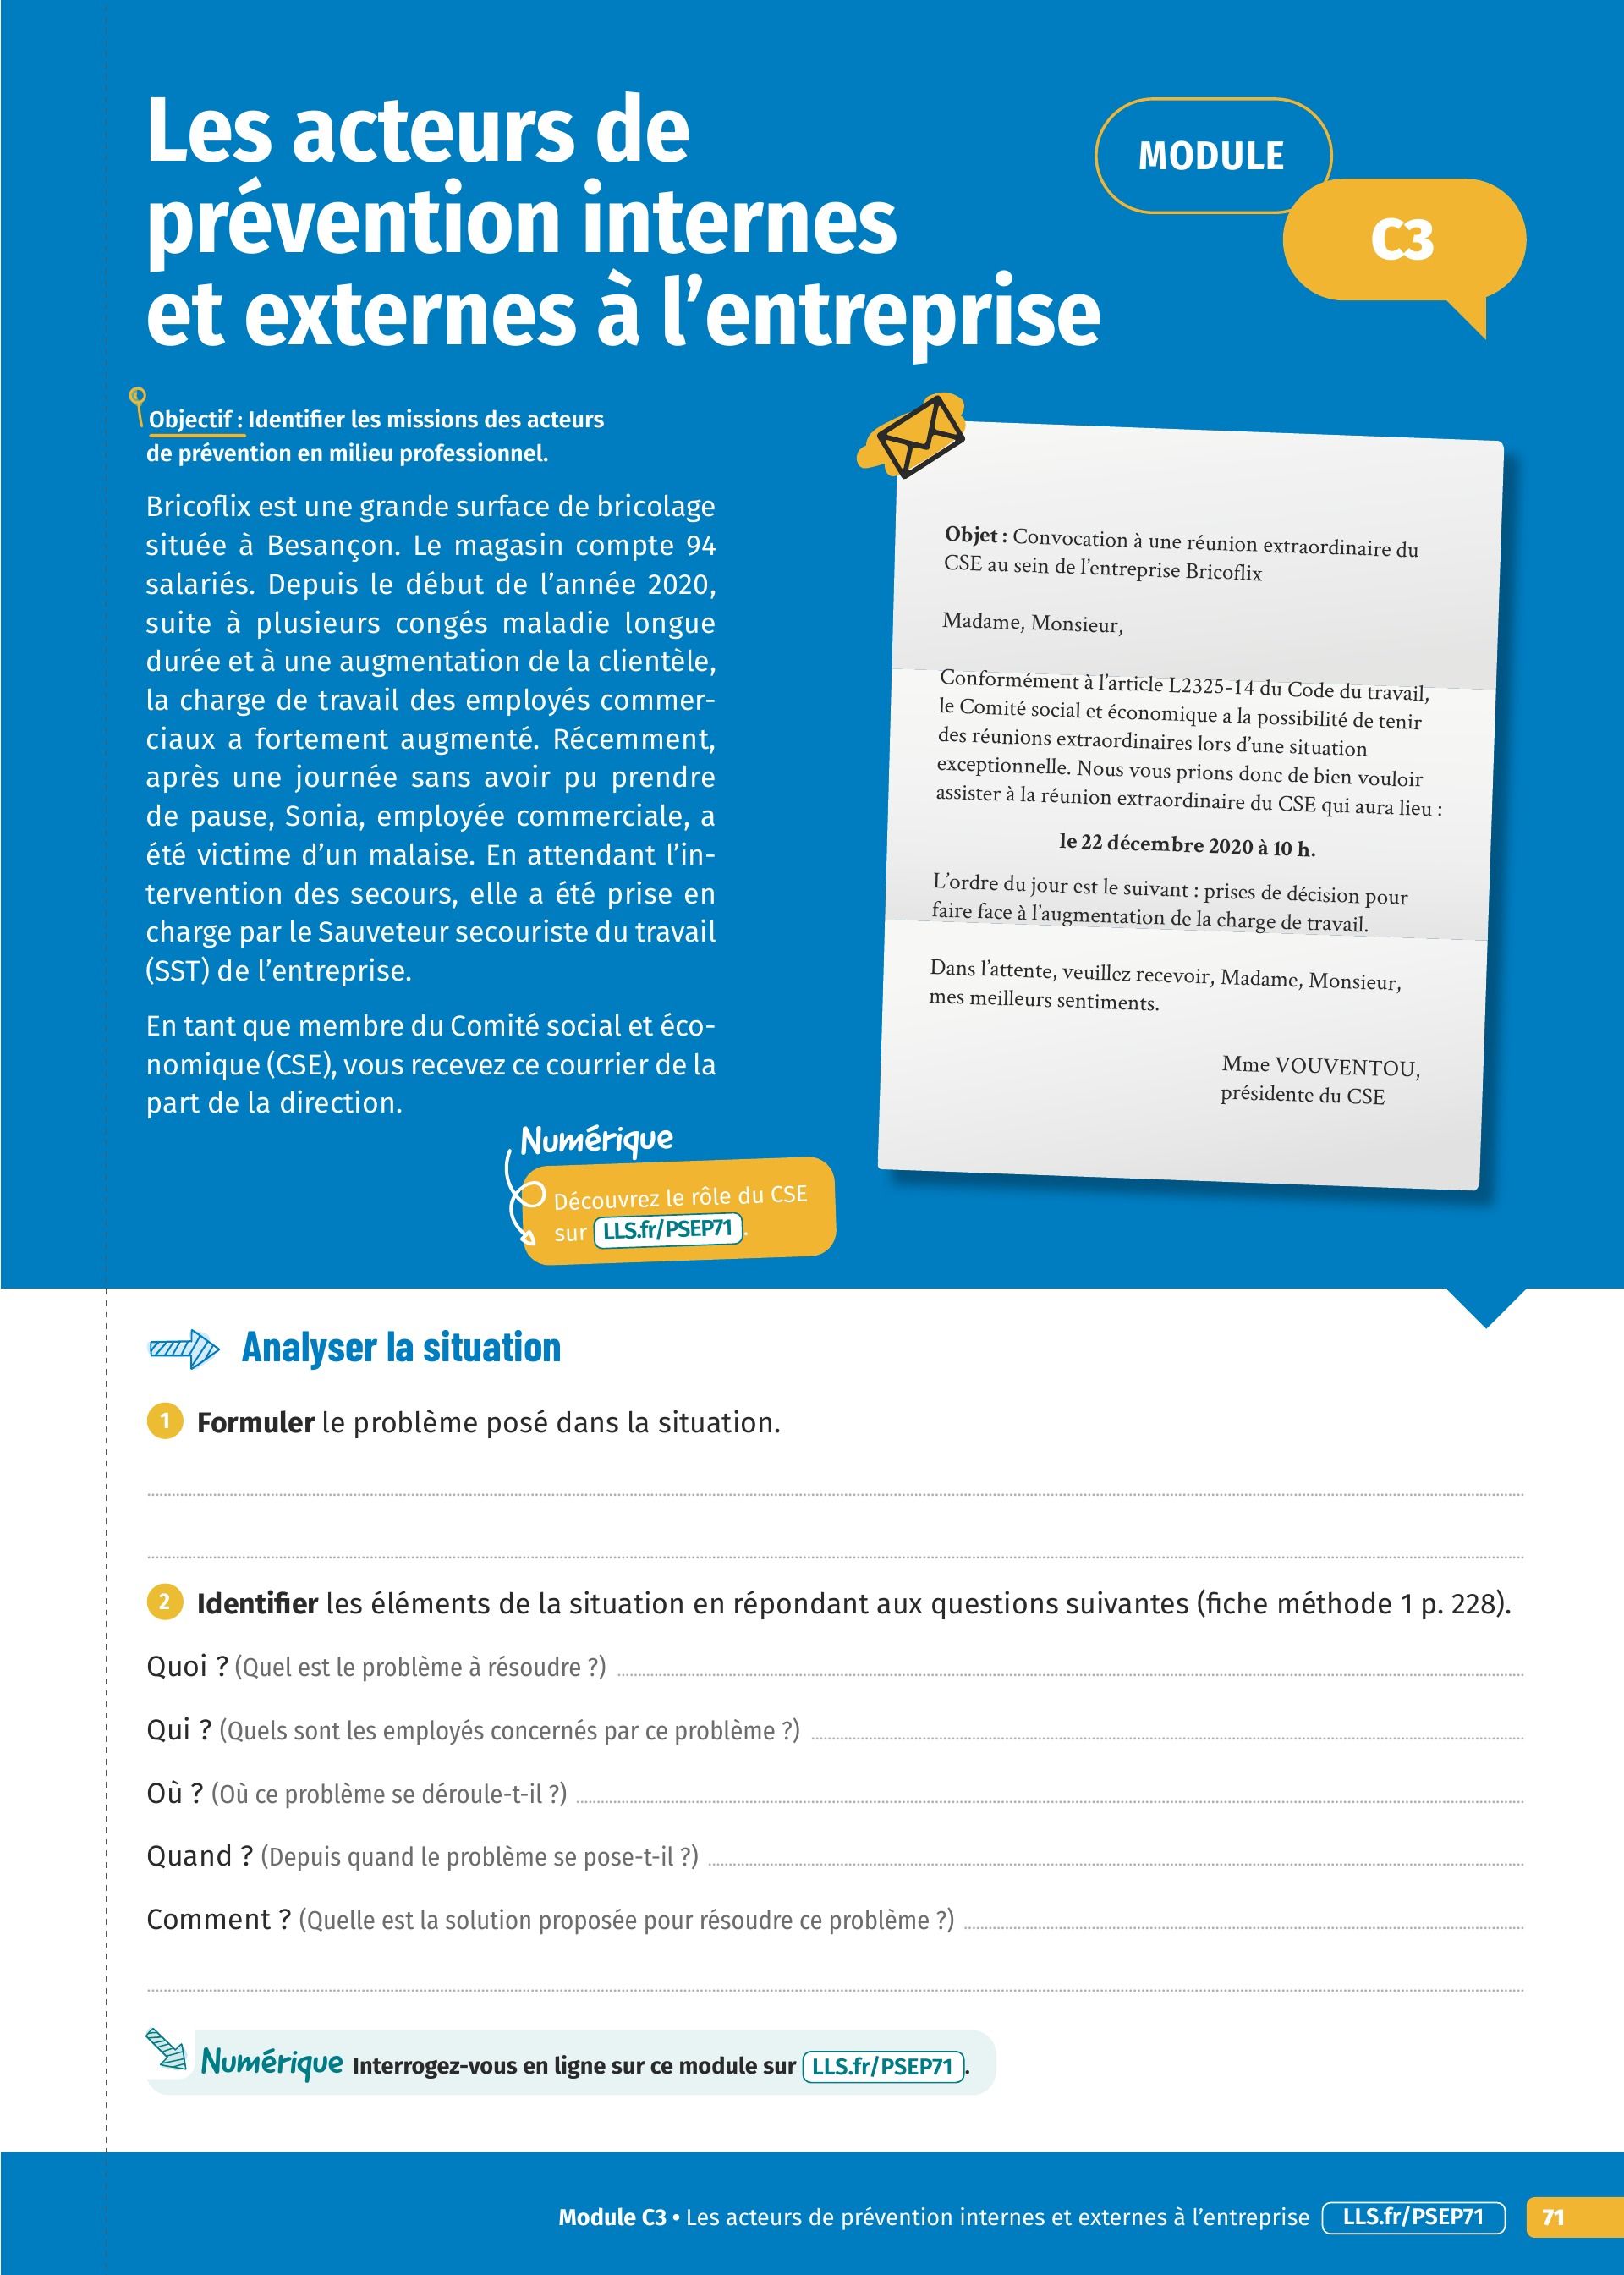 Les acteurs de
prévention internes
et externes à l'entreprise
MODULE
C3
Objectif : Identifier les missions des acteurs
de prévention en milieu professionnel.
Bricoflix est une grande surface de bricolage
située à Besançon. Le magasin compte 94
salariés. Depuis le début de l'année 2020,
suite à plusieurs congés maladie longue
durée et à une augmentation de la clientèle,
la charge de travail des employés commer-
ciaux a fortement augmenté. Récemment,
après une journée sans avoir pu prendre
de pause, Sonia, employée commerciale, a
été victime d'un malaise. En attendant l'in-
tervention des secours, elle a été prise en
charge par le Sauveteur secouriste du travail
(SST) de l'entreprise.
En tant que membre du Comité social et éco-
nomique (CSE), vous recevez ce courrier de la
part de la direction.
Numérique
Découvrez le rôle du CSE
sur LLS.fr/PSEP71.
Objet : Convocation à une réunion extraordinaire du
CSE au sein de l'entreprise Bricoflix
Madame, Monsieur,
Conformément à l'article L2325-14 du Code du travail,
le Comité social et économique a la possibilité de tenir
des réunions extraordinaires lors d'une situation
exceptionnelle. Nous vous prions donc de bien vouloir
assister à la réunion extraordinaire du CSE qui aura lieu :
le 22 décembre 2020 à 10 h.
L'ordre du jour est le suivant : prises de décision pour
faire face à l'augmentation de la charge de travail.
Dans l'attente, veuillez recevoir, Madame, Monsieur,
mes meilleurs sentiments.
Mme VOUVENTOU,
présidente du CSE
Analyser la situation
1 Formuler le problème posé dans la situation.
2 Identifier les éléments de la situation en répondant aux questions suivantes (fiche méthode 1 p. 228).
Quoi ? (Quel est le problème à résoudre ?)
Qui ? (Quels sont les employés concernés par ce problème ?)
Où ? (Où ce problème se déroule-t-il ?)
Quand ? (Depuis quand le problème se pose-t-il ?)
Comment ? (Quelle est la solution proposée pour résoudre ce problème ?)
Numérique Interrogez-vous en ligne sur ce module sur LLS.fr/PSEP71.
Module C3 • Les acteurs de prévention internes et externes à l'entreprise LLS.fr/PSEP71 71